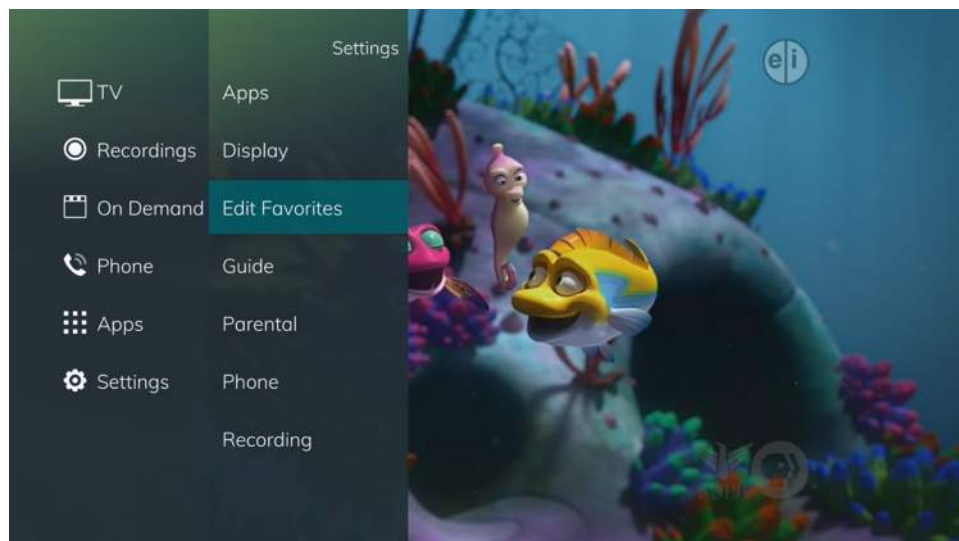 Settings
TV
Recordings
On Demand
Phone
Apps
Settings
Apps
Display
Edit Favorites
Guide
Parental
Phone
Recording
e|i